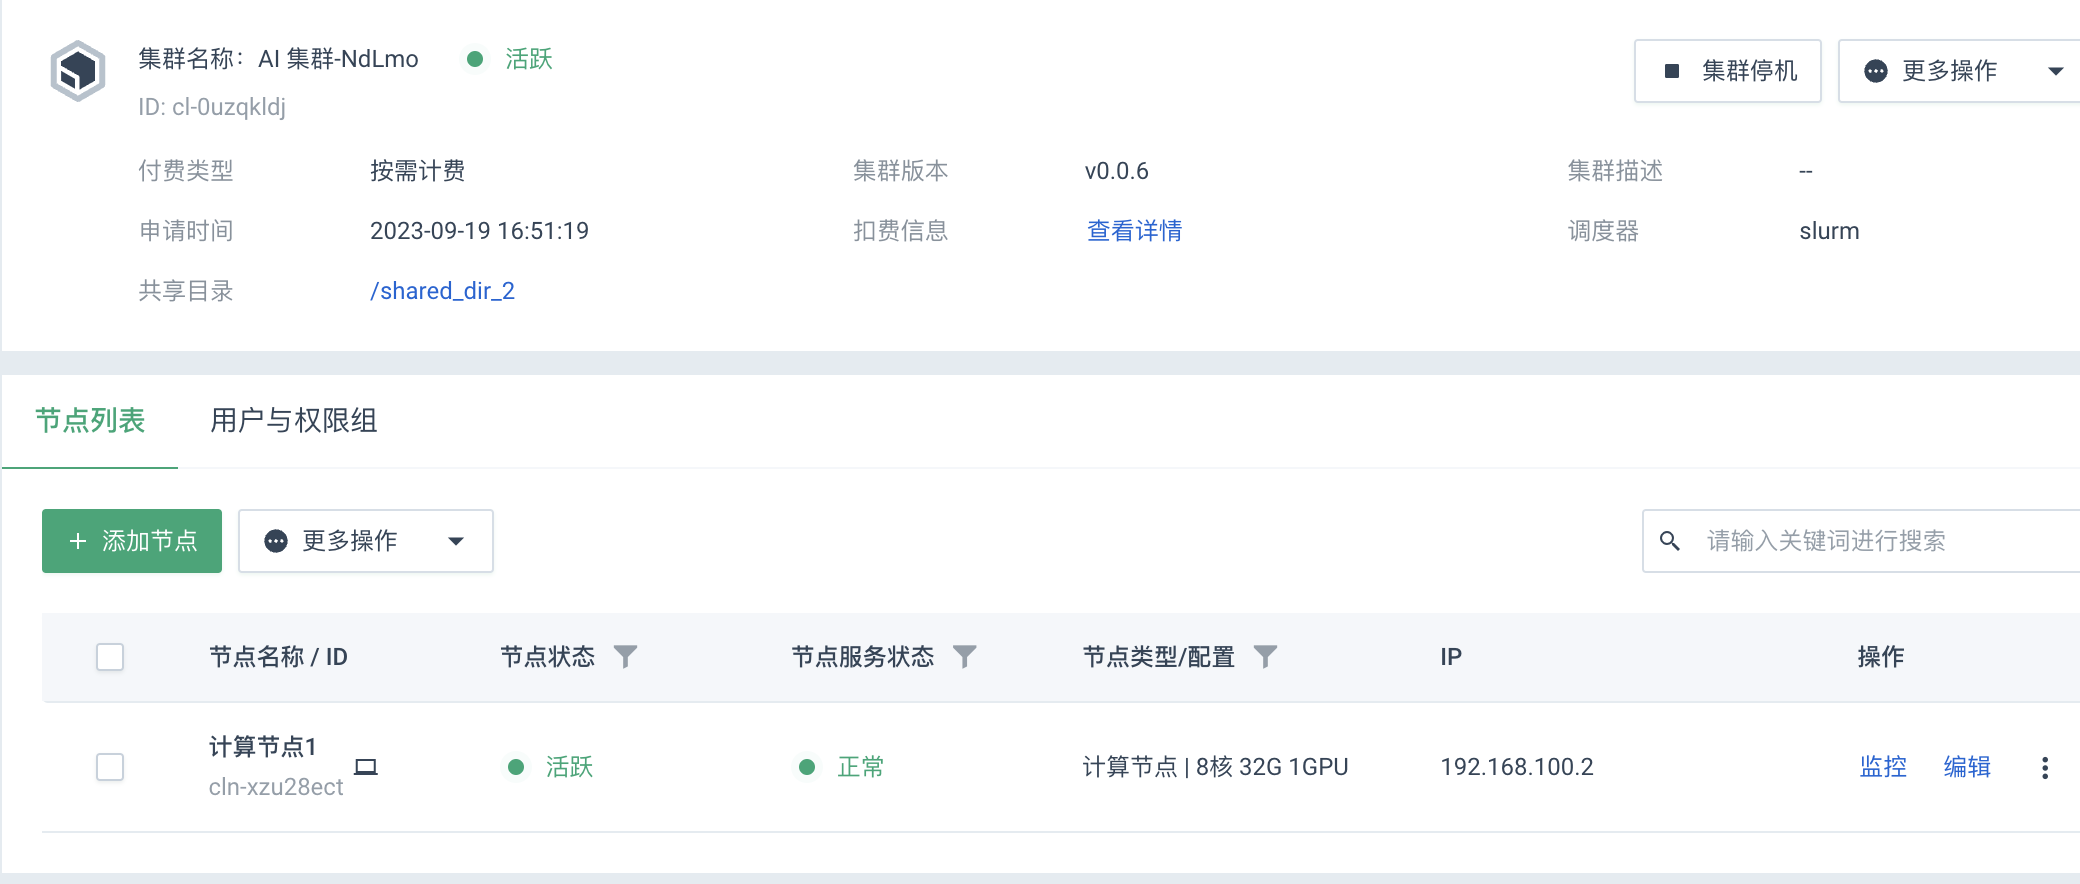 集群名称：AI 集群-NdLmo 活跃
集群停机 更多操作
ID: cl-0uzqkldj
付费类型 按需计费 集群版本 v0.0.6 集群描述 --
申请时间 2023-09-19 16:51:19 扣费信息 查看详情 调度器 slurm
共享目录 /shared_dir_2
节点列表 用户与权限组
+ 添加节点 更多操作 请输入关键词进行搜索
节点名称 / ID 节点状态 节点服务状态 节点类型/配置 IP 操作
计算节点1
cln-xzu28ect 活跃 正常 计算节点 | 8核 32G 1GPU 192.168.100.2 监控 编辑